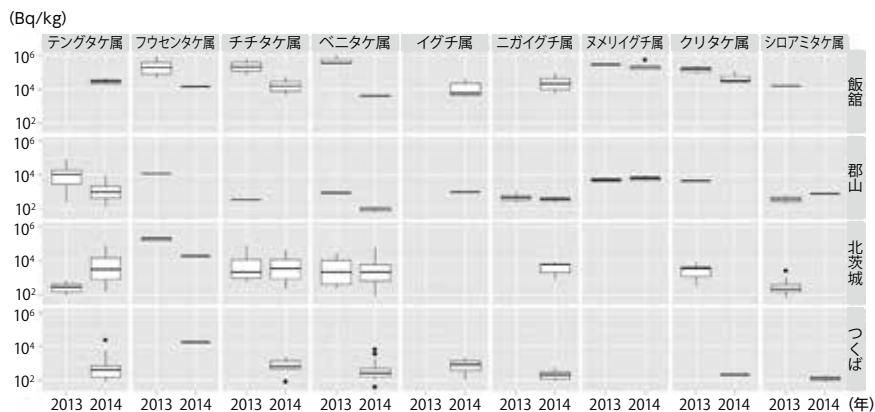 (Bq/kg)
テングタケ属 フウセンタケ属 チチタケ属 ベニタケ属 イグチ属 ニガイグチ属 ヌメリイグチ属 クリタケ属 シロアミタケ属
10⁶
10⁴
10²
飯舘
10⁶
10⁴
10²
郡山
10⁶
10⁴
10²
北茨城
10⁶
10⁴
10²
つくば
2013 2014 2013 2014 2013 2014 2013 2014 2013 2014 2013 2014 2013 2014 2013 2014 2013 2014 (年)